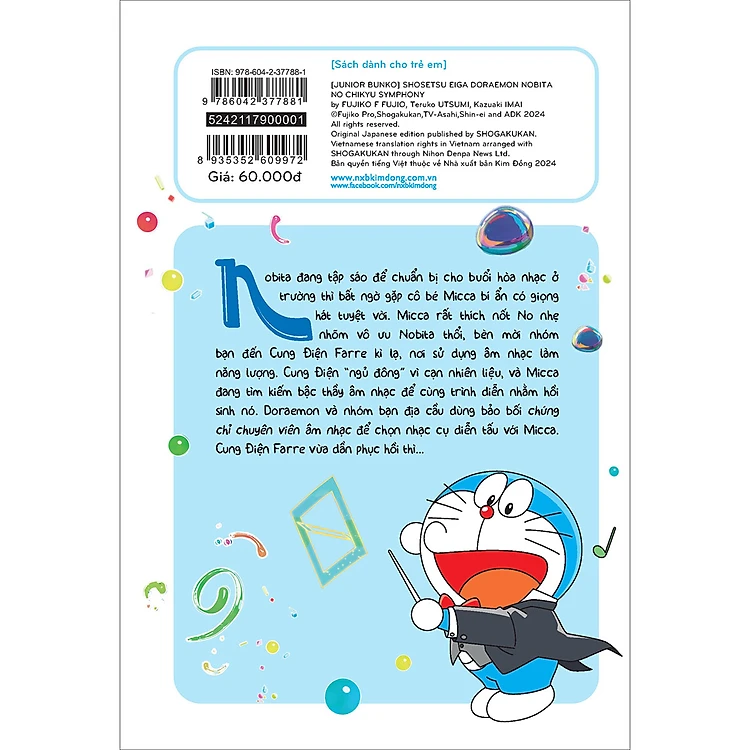 ISBN: 978-604-2-37788-1
9 786042 377881
5242117900001
8 935352 609972
Giá: 60.000đ
[Sách dành cho trẻ em]
[JUNIOR BUNKO] SHOSETSU EIGA DORAEMON NOBITA
NO CHIKYU SYMPHONY
by FUJIKO F FUJIO, Teruko UTSUMI, Kazuaki IMAI
©Fujiko Pro,Shogakukan,TV-Asahi,Shin-ei and ADK 2024
All rights reserved.
Original Japanese edition published by SHOGAKUKAN.
Vietnamese translation rights in Vietnam arranged with
SHOGAKUKAN through Nihon Denpa News Ltd.
Bản quyền tiếng Việt thuộc về Nhà xuất bản Kim Đồng 2024
www.nxbkimdong.com.vn
www.facebook.com/nxbkimdong
Nobita đang tập sáo để chuẩn bị cho buổi hòa nhạc ở
trường thì bất ngờ gặp cô bé Micca bí ẩn có giọng
hát tuyệt vời. Micca rất thích nốt No nhẹ
nhõm vô ưu Nobita thổi, bèn mời nhóm
bạn đến Cung Điện Farre kì lạ, nơi sử dụng âm nhạc làm
năng lượng. Cung Điện “ngủ đông” vì cạn nhiên liệu, và Micca
đang tìm kiếm bậc thầy âm nhạc để cùng trình diễn nhằm hồi
sinh nó. Doraemon và nhóm bạn địa cầu dùng bảo bối chứng
chỉ chuyên viên âm nhạc để chọn nhạc cụ diễn tấu với Micca.
Cung Điện Farre vừa dần phục hồi thì...